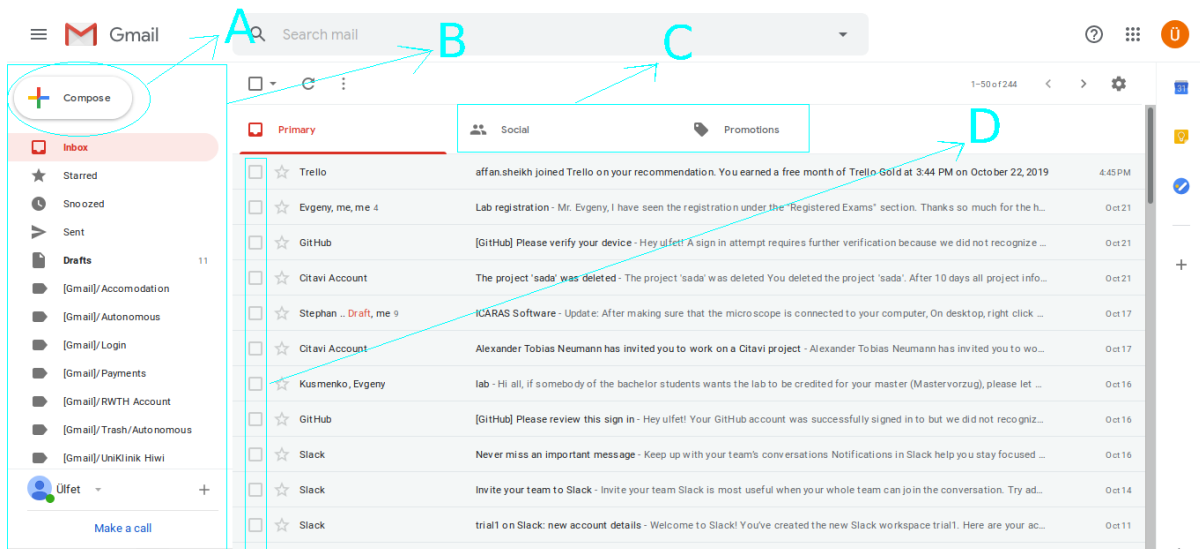 Gmail
A
Search mail
B
C
Ü
Compose
1–50 of 244
31
Primary
Social
Promotions
D
Inbox
Starred
Snoozed
Sent
Drafts 11
[Gmail]/Accomodation
[Gmail]/Autonomous
[Gmail]/Login
[Gmail]/Payments
[Gmail]/RWTH Account
[Gmail]/Trash/Autonomous
[Gmail]/UniKlinik Hiwi
Ülfet
Make a call
Trello affan.sheikh joined Trello on your recommendation. You earned a free month of Trello Gold at 3:44 PM on October 22, 2019 4:45 PM
Evgeny, me, me 4 Lab registration - Mr. Evgeny, I have seen the registration under the "Registered Exams" section. Thanks so much for the h... Oct 21
GitHub [GitHub] Please verify your device - Hey ulfet! A sign in attempt requires further verification because we did not recognize ... Oct 21
Citavi Account The project 'sada' was deleted - The project 'sada' was deleted You deleted the project 'sada'. After 10 days all project info... Oct 21
Stephan .. Draft, me 9 ICARAS Software - Update: After making sure that the microscope is connected to your computer, On desktop, right click ... Oct 17
Citavi Account Alexander Tobias Neumann has invited you to work on a Citavi project - Alexander Tobias Neumann has invited you to wo... Oct 17
Kusmenko, Evgeny lab - Hi all, if somebody of the bachelor students wants the lab to be credited for your master (Mastervorzug), please let ... Oct 16
GitHub [GitHub] Please review this sign in - Hey ulfet! Your GitHub account was successfully signed in to but we did not recogniz... Oct 16
Slack Never miss an important message - Keep up with your team's conversations Notifications in Slack help you stay focused ... Oct 16
Slack Invite your team to Slack - Invite your team Slack is most useful when your whole team can join the conversation. Try ad... Oct 14
Slack trial1 on Slack: new account details - Welcome to Slack! You've created the new Slack workspace trial1. Here are your ac... Oct 11